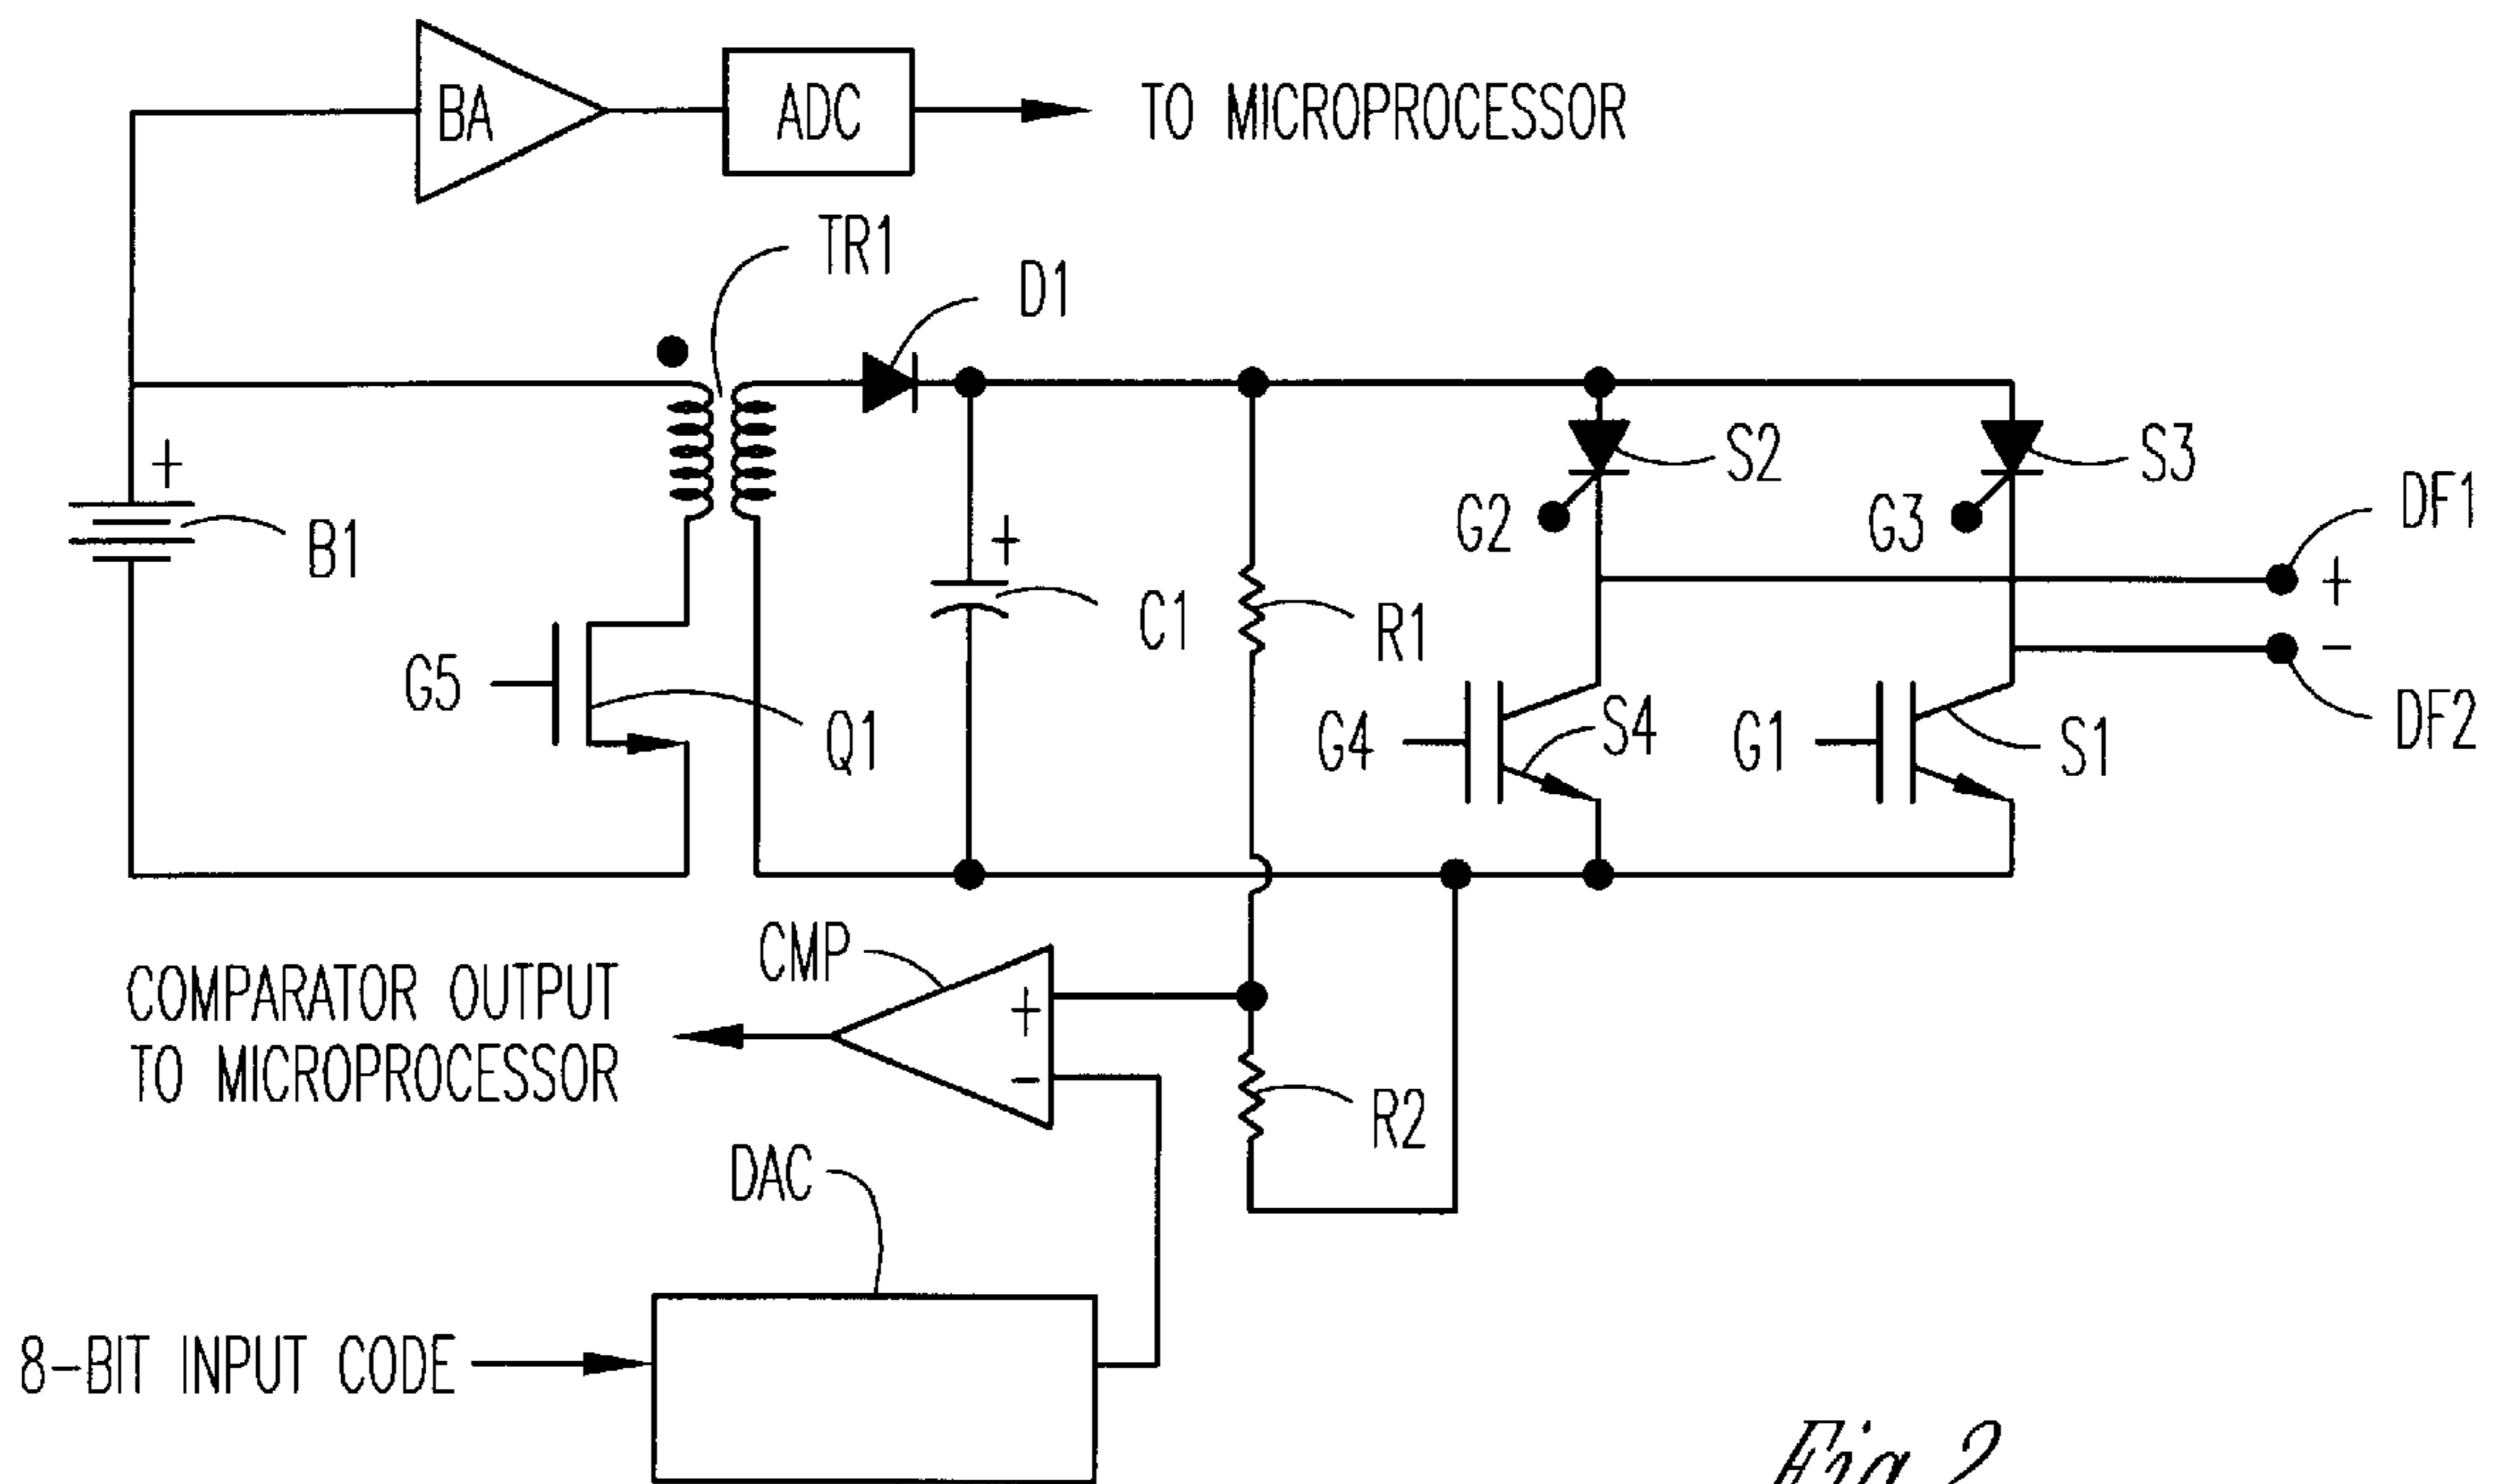 BA
ADC
TO MICROPROCESSOR
TR1
D1
+
B1
S2
S3
G2
G3
DF1
+
C1
R1
+
-
DF2
G5
Q1
G4
S4
G1
S1
CMP
+
-
COMPARATOR OUTPUT
TO MICROPROCESSOR
R2
DAC
8-BIT INPUT CODE
Fig. 2